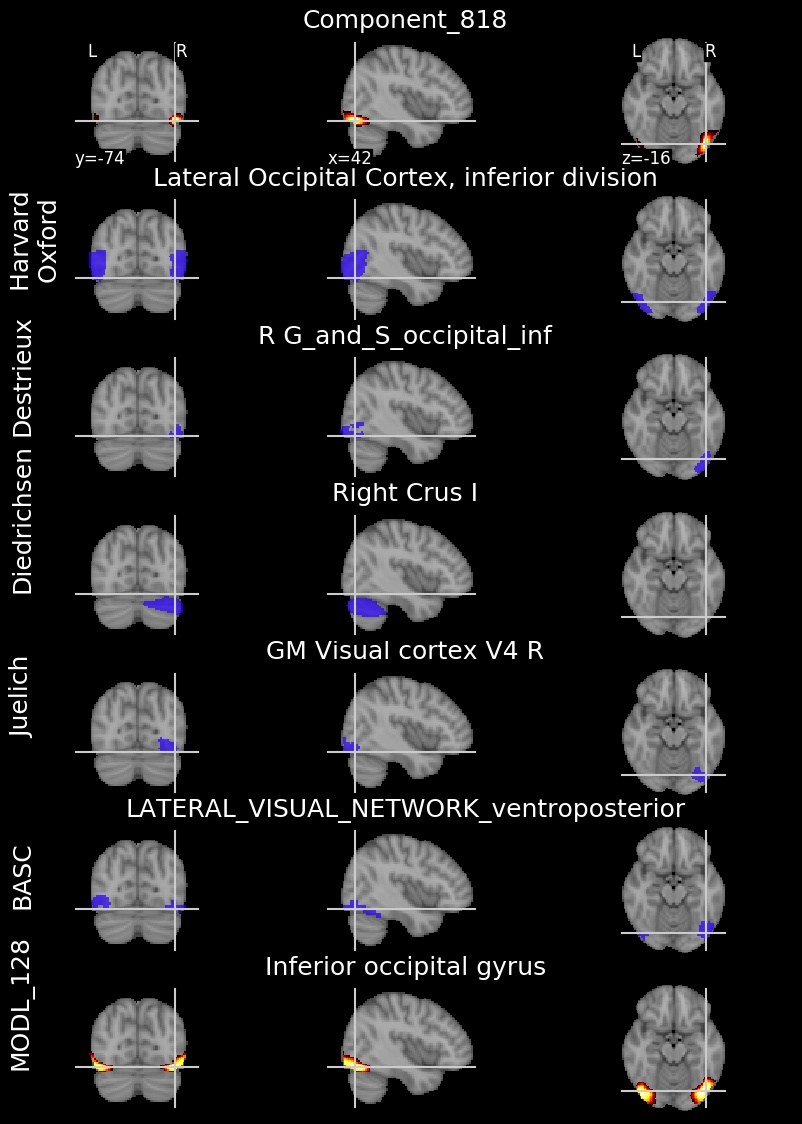 Component_818
L R L R
y=-74 x=42 z=-16
Lateral Occipital Cortex, inferior division
Harvard
Oxford
R G_and_S_occipital_inf
Destrieux
Right Crus I
Diedrichsen
GM Visual cortex V4 R
Juelich
LATERAL_VISUAL_NETWORK_ventroposterior
BASC
Inferior occipital gyrus
MODL_128